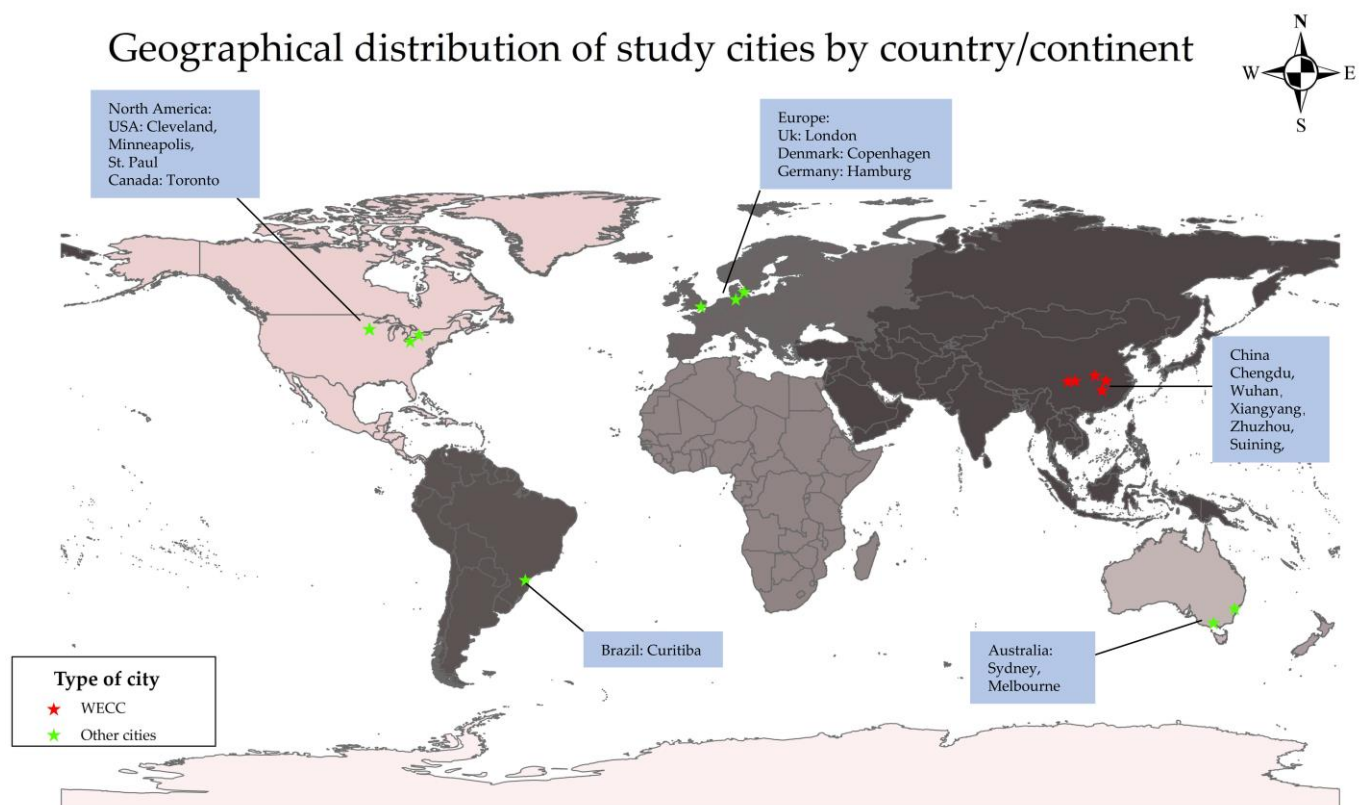 Geographical distribution of study cities by country/continent
N
W E
S
North America:
USA: Cleveland,
Minneapolis,
St. Paul
Canada: Toronto
Europe:
Uk: London
Denmark: Copenhagen
Germany: Hamburg
China
Chengdu,
Wuhan,
Xiangyang,
Zhuzhou,
Suining,
Brazil: Curitiba
Australia:
Sydney,
Melbourne
Type of city
WECC
Other cities